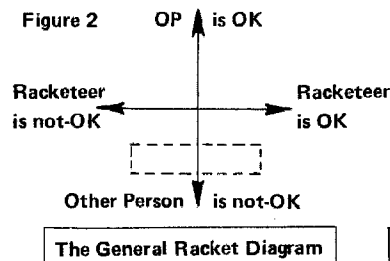 Figure 2
OP is OK
Racketeer is not-OK
Racketeer is OK
Other Person is not-OK
The General Racket Diagram